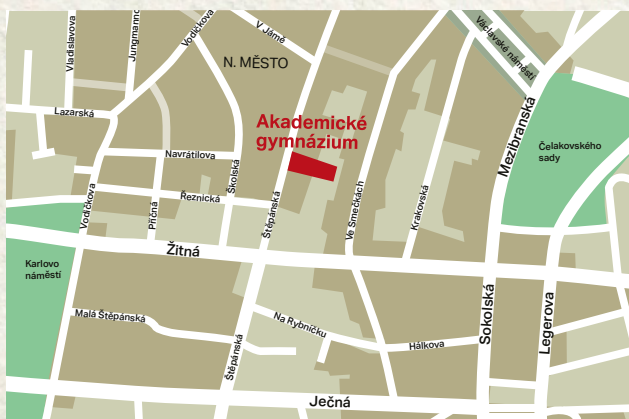 Vladislavova
Jungmanno
Vodičkova
V Jámě
N. MĚSTO
Václavské náměstí
Lazarská
Akademické
gymnázium
Mezibranská
Čelakovského
sady
Navrátilova
Školská
Vodičkova
Příčná
Řeznická
Štěpánská
Ve Smečkách
Krakovská
Žitná
Karlovo
náměstí
Malá Štěpánská
Na Rybníčku
Štěpánská
Hálkova
Sokolská
Legerova
Ječná